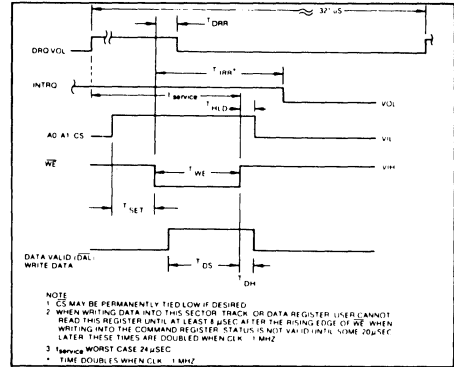 ≈ 32* µS
T DRR
DRQ VOL
T IRR*
INTRQ
T service
T HLD
VOL
A0 A1 CS
VIL
WE
VIH
T WE
T SET
DATA VALID (DAL)
WRITE DATA
T DS
T DH
NOTE
1 CS MAY BE PERMANENTLY TIED LOW IF DESIRED
2 WHEN WRITING DATA INTO THIS SECTOR TRACK OR DATA REGISTER USER CANNOT
READ THIS REGISTER UNTIL AT LEAST 8 µSEC AFTER THE RISING EDGE OF WE WHEN
WRITING INTO THE COMMAND REGISTER STATUS IS NOT VALID UNTIL SOME 20 µSEC
LATER THESE TIMES ARE DOUBLED WHEN CLK 1 MHZ
3 t service WORST CASE 24 µSEC
* TIME DOUBLES WHEN CLK 1 MHZ